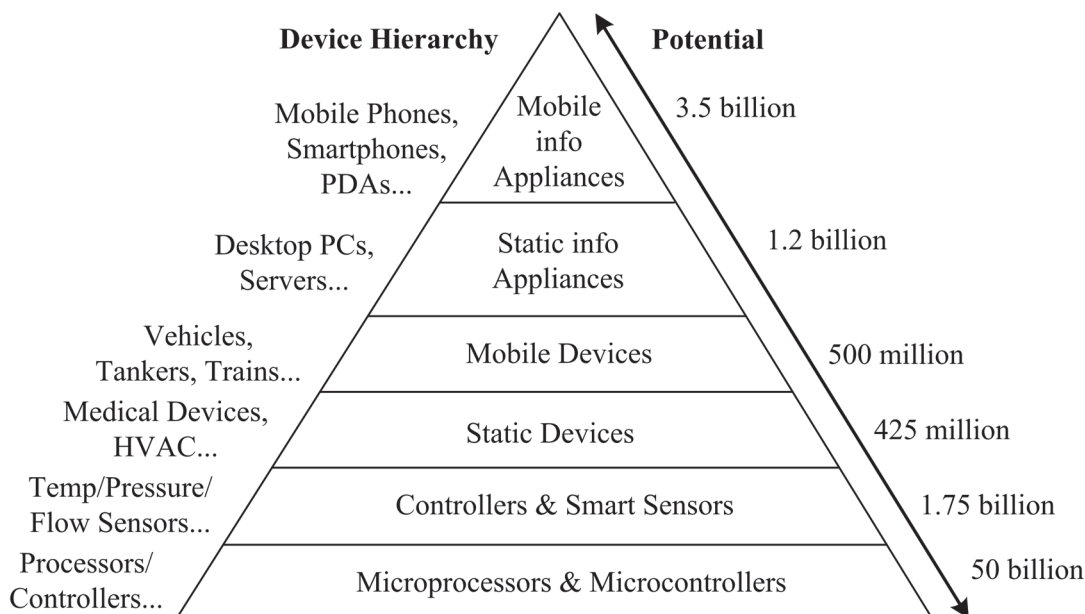 Device Hierarchy
Potential
Mobile Phones,
Smartphones,
PDAs...
Mobile
info
Appliances
3.5 billion
Desktop PCs,
Servers...
Static info
Appliances
1.2 billion
Vehicles,
Tankers, Trains...
Mobile Devices
500 million
Medical Devices,
HVAC...
Static Devices
425 million
Temp/Pressure/
Flow Sensors...
Controllers & Smart Sensors
1.75 billion
Processors/
Controllers...
Microprocessors & Microcontrollers
50 billion